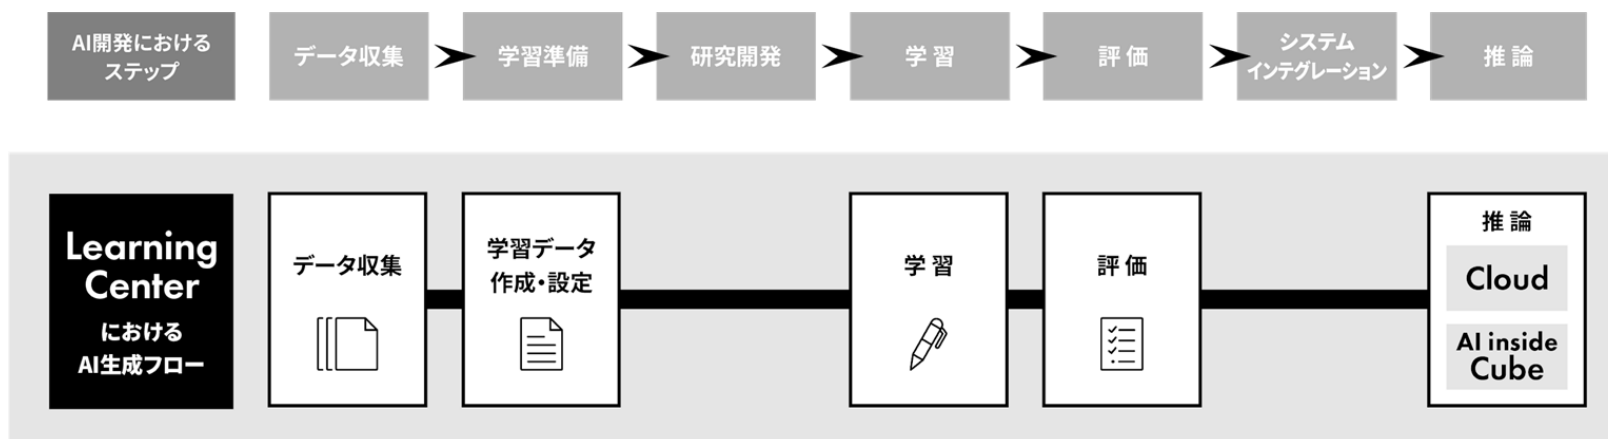 AI開発における
ステップ
データ収集
学習準備
研究開発
学 習
評 価
システム
インテグレーション
推 論
Learning
Center
における
AI生成フロー
データ収集
学習データ
作成・設定
学 習
評 価
推 論
Cloud
AI inside
Cube